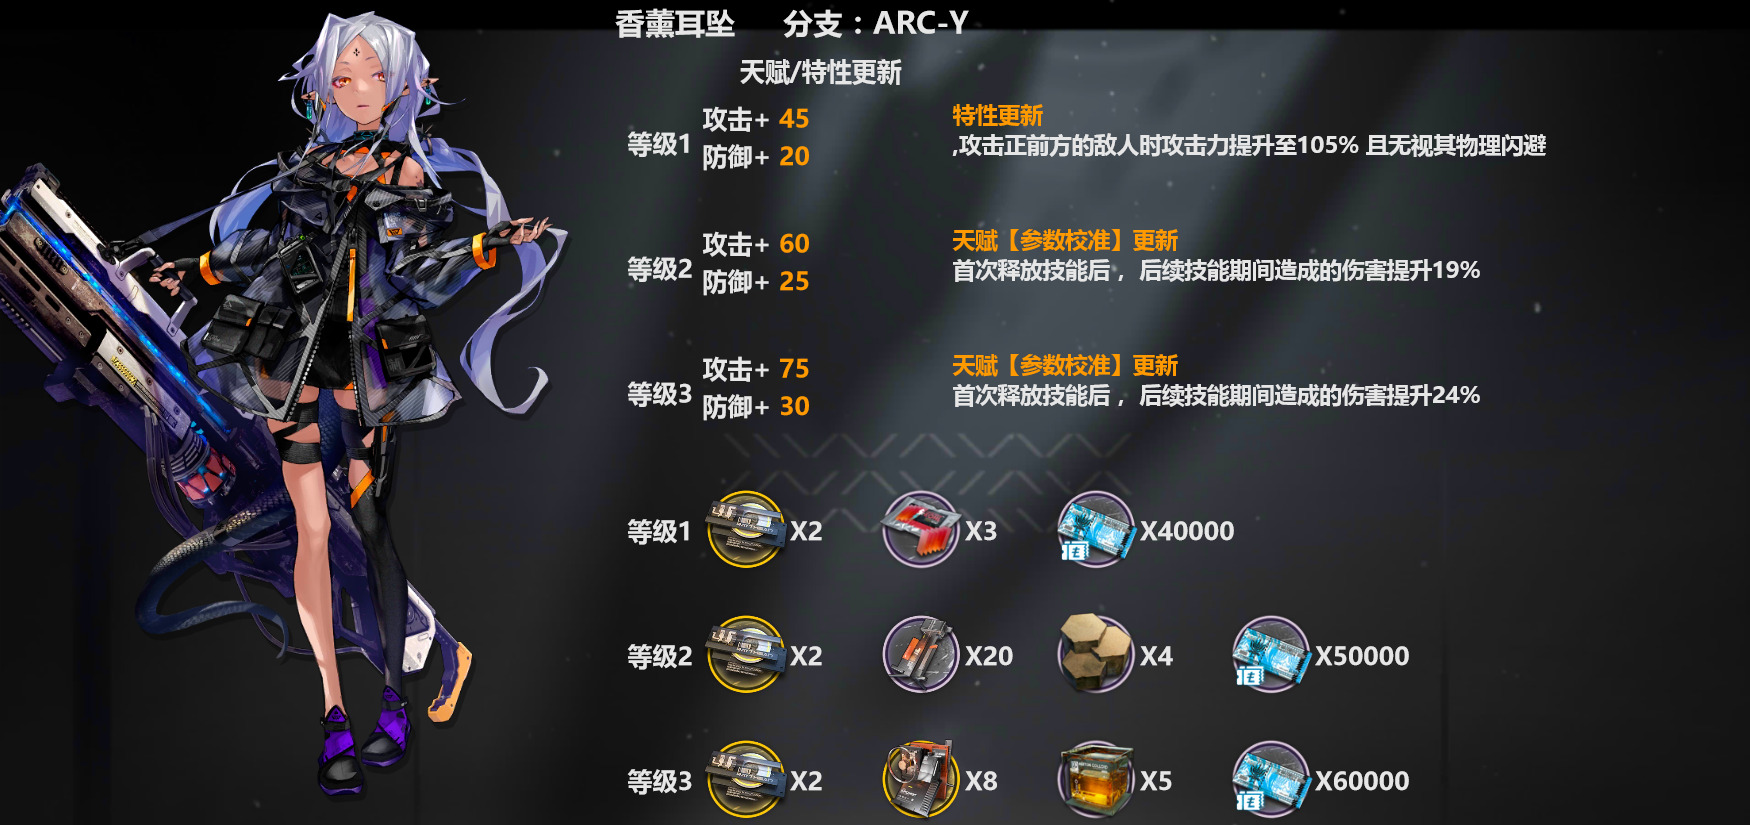 香薰耳坠 分支：ARC-Y
天赋/特性更新
等级1
攻击+ 45
防御+ 20
特性更新
,攻击正前方的敌人时攻击力提升至105% 且无视其物理闪避
等级2
攻击+ 60
防御+ 25
天赋【参数校准】更新
首次释放技能后，后续技能期间造成的伤害提升19%
等级3
攻击+ 75
防御+ 30
天赋【参数校准】更新
首次释放技能后，后续技能期间造成的伤害提升24%
等级1 X2 X3 X40000
等级2 X2 X20 X4 X50000
等级3 X2 X8 X5 X60000